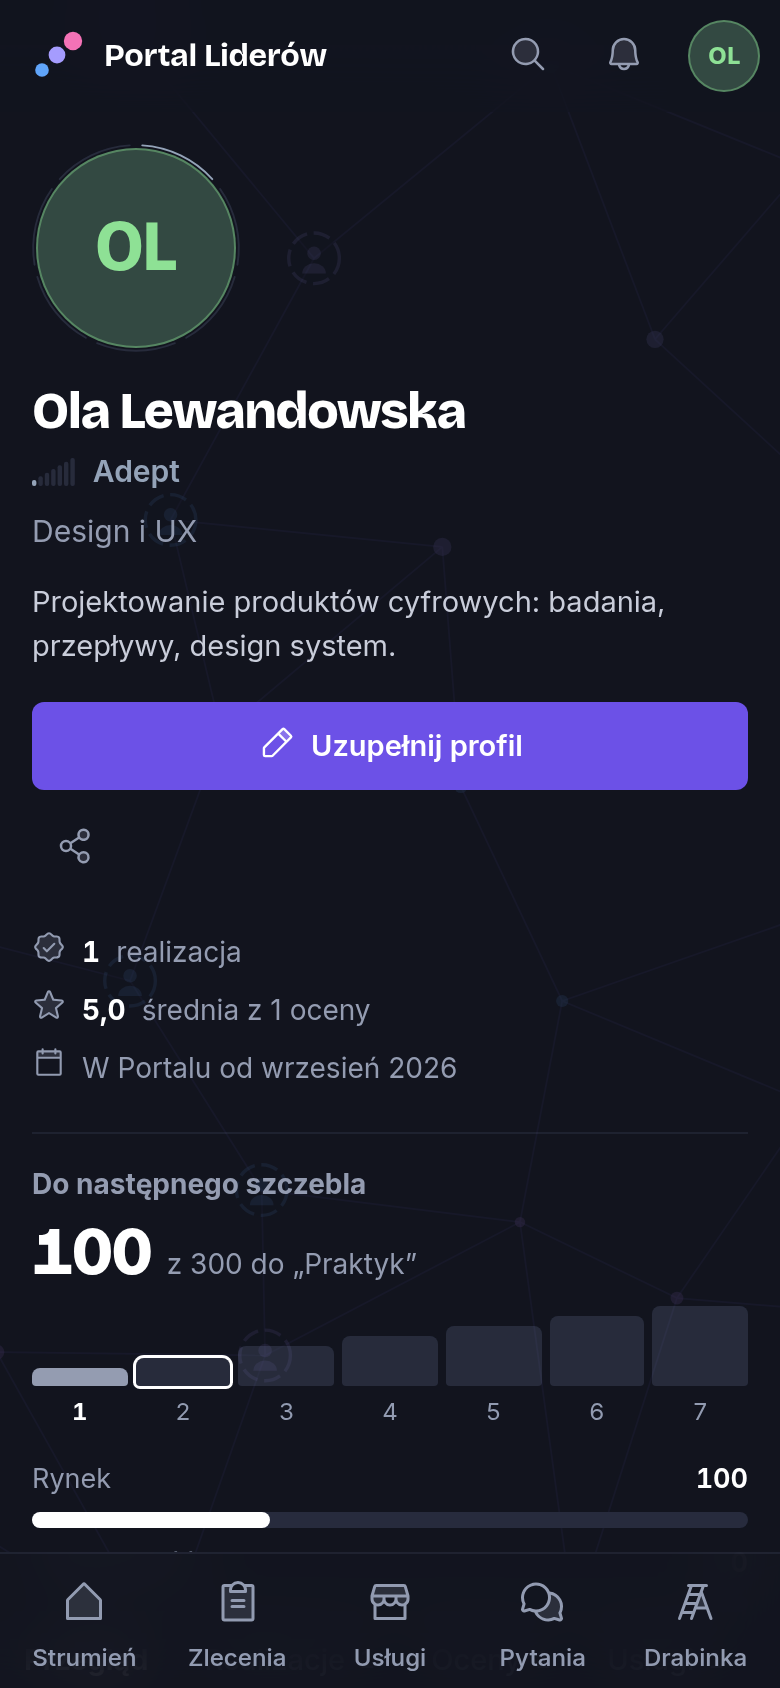 Portal Liderów
OL
OL
Ola Lewandowska
Adept
Design i UX
Projektowanie produktów cyfrowych: badania,
przepływy, design system.
Uzupełnij profil
1 realizacja
5,0 średnia z 1 oceny
W Portalu od wrzesień 2026
Do następnego szczebla
100 z 300 do „Praktyk”
1 2 3 4 5 6 7
Rynek 100
Strumień Zlecenia Usługi Pytania Drabinka